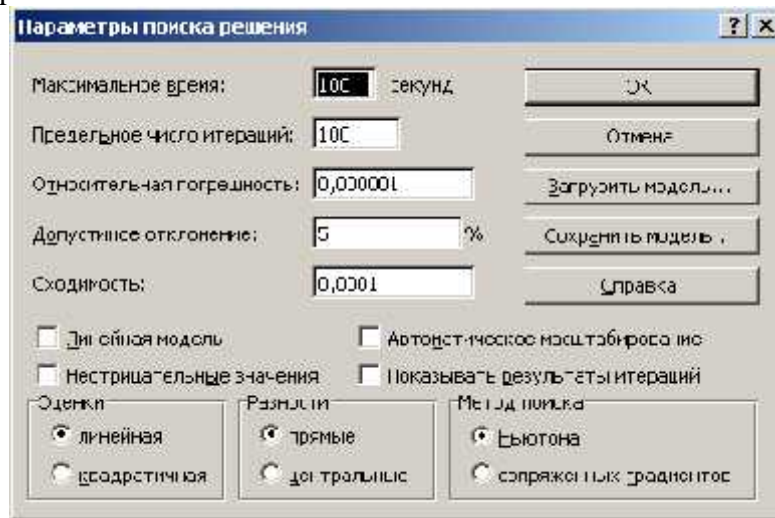 Параметры поиска решения
Максимальное время: 100 секунд
OK
Предельное число итераций: 100
Отмена
Относительная погрешность: 0,000001
Загрузить модель...
Допустимое отклонение: 5 %
Сохранить модель...
Сходимость: 0,0001
Справка
Линейная модель
Автоматическое масштабирование
Неотрицательные значения
Показывать результаты итераций
Оценки
Разности
Метод поиска
линейная
прямые
Ньютона
квадратичная
центральные
сопряженных градиентов